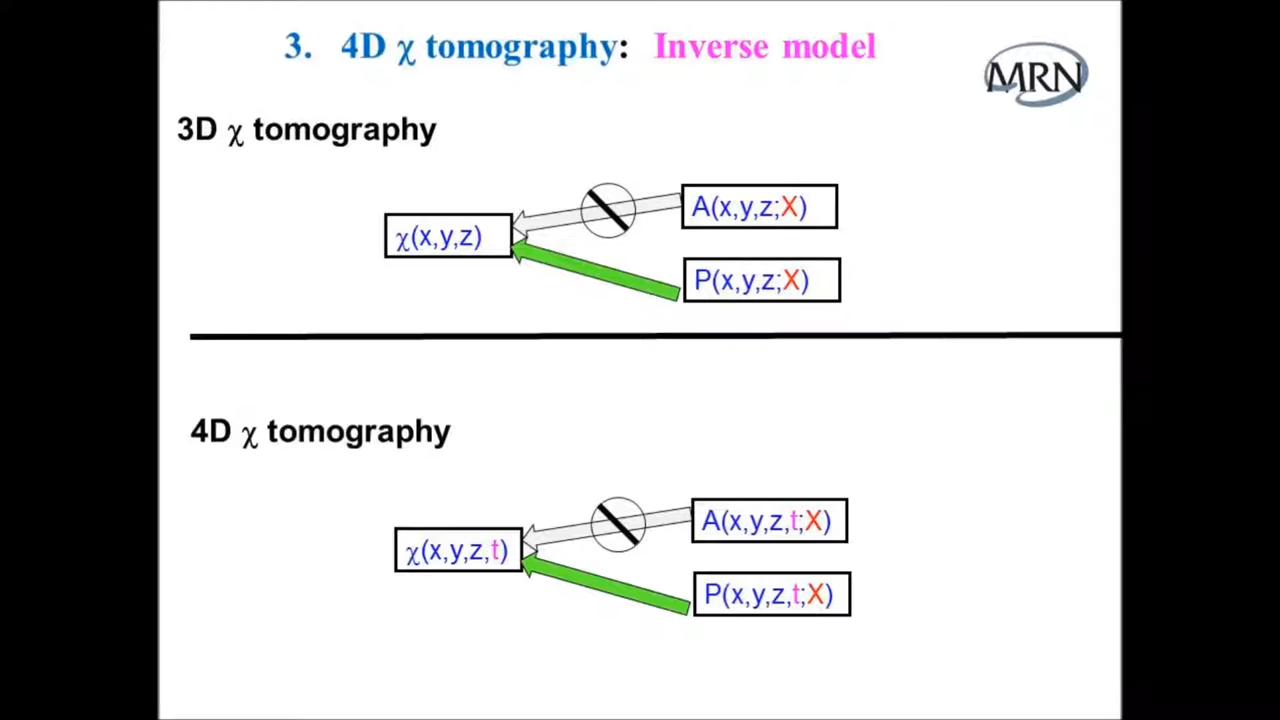 3. 4D χ tomography: Inverse model
MRN
3D χ tomography
A(x,y,z;X)
χ(x,y,z)
P(x,y,z;X)
4D χ tomography
A(x,y,z,t;X)
χ(x,y,z,t)
P(x,y,z,t;X)